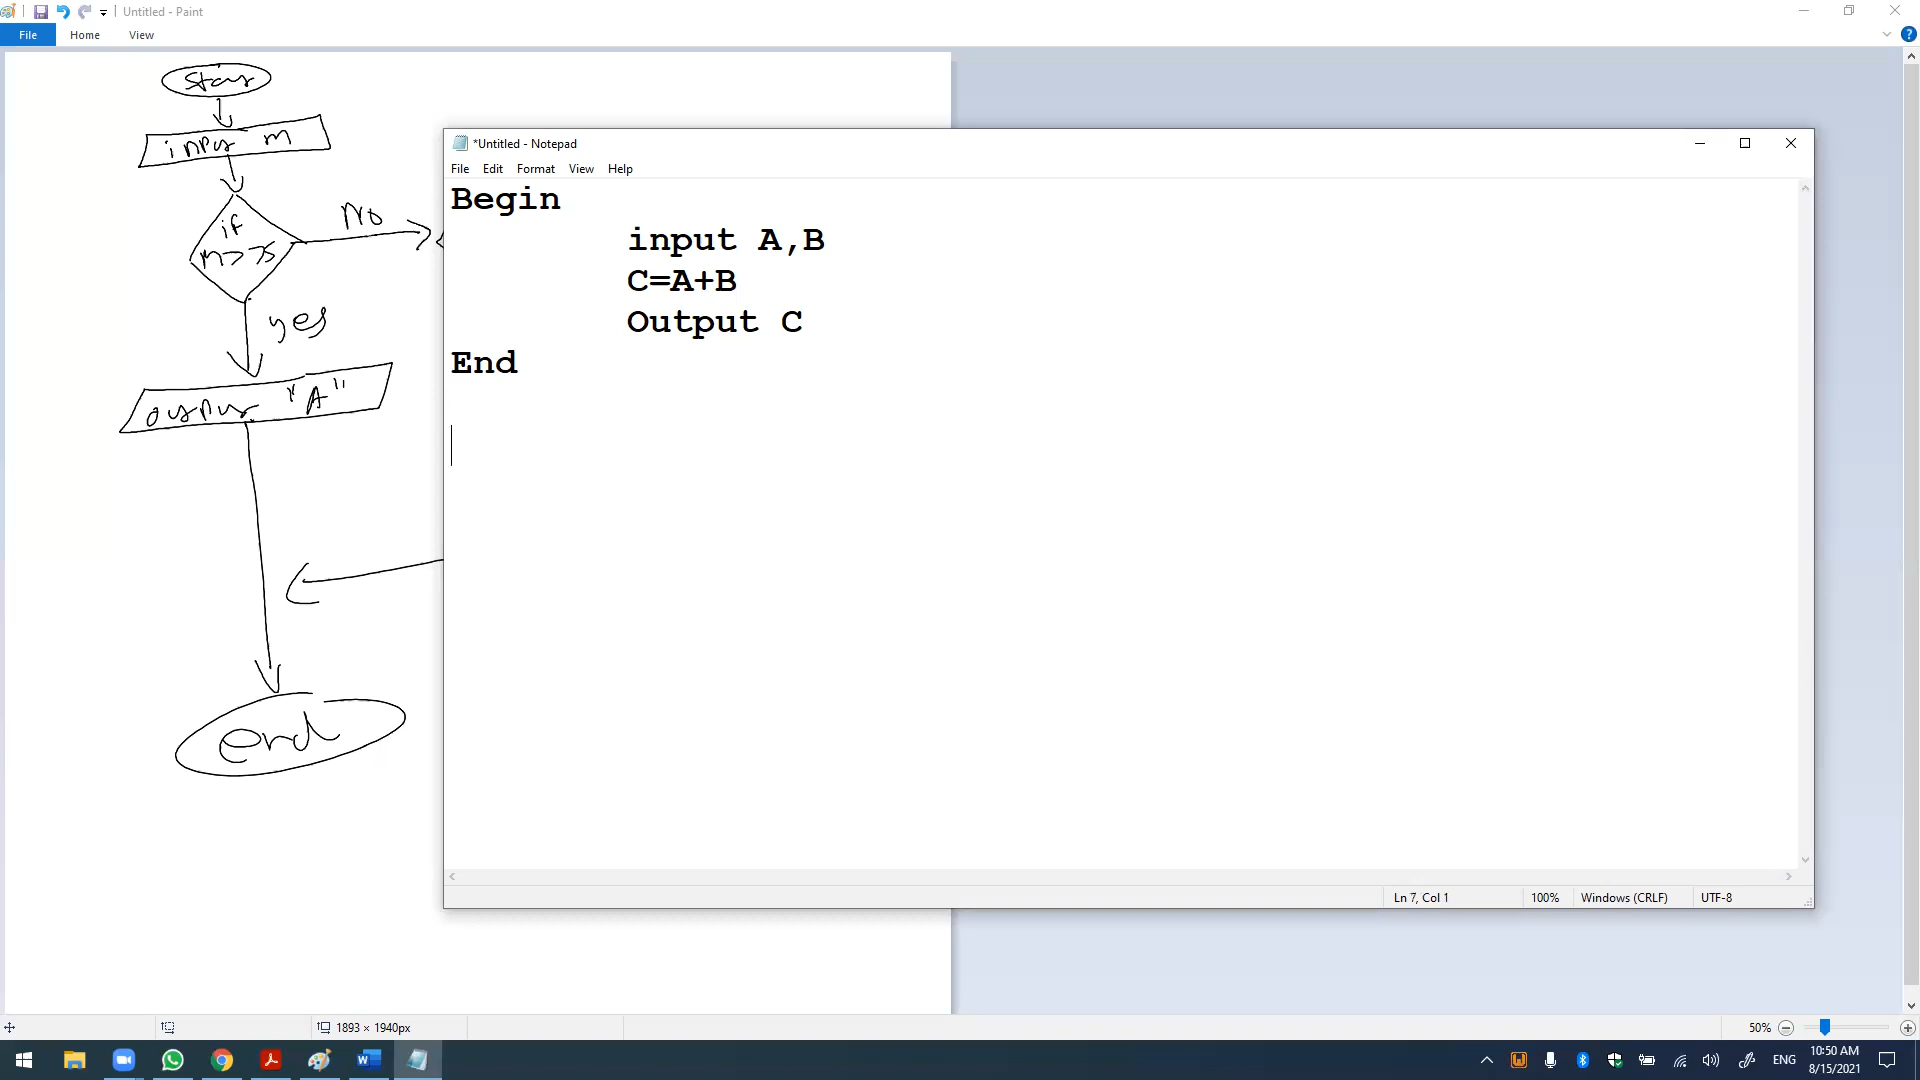 Untitled - Paint
File Home View
Start
input m
if
m>75
No
yes
output "A"
end
*Untitled - Notepad
File Edit Format View Help
Begin
input A,B
C=A+B
Output C
End
Ln 7, Col 1 100% Windows (CRLF) UTF-8
1893 × 1940px 50%
ENG 10:50 AM
8/15/2021